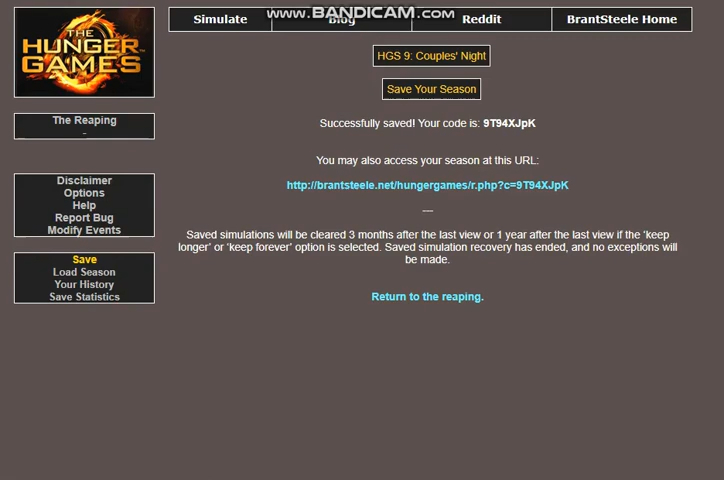 www.BANDICAM.com
THE
HUNGER
GAMES
Simulate
Blog
Reddit
BrantSteele Home
HGS 9: Couples' Night
Save Your Season
The Reaping
-
Successfully saved! Your code is: 9T94XJpK
You may also access your season at this URL:
http://brantsteele.net/hungergames/r.php?c=9T94XJpK
---
Disclaimer
Options
Help
Report Bug
Modify Events
Saved simulations will be cleared 3 months after the last view or 1 year after the last view if the 'keep
longer' or 'keep forever' option is selected. Saved simulation recovery has ended, and no exceptions will
be made.
Save
Load Season
Your History
Save Statistics
Return to the reaping.